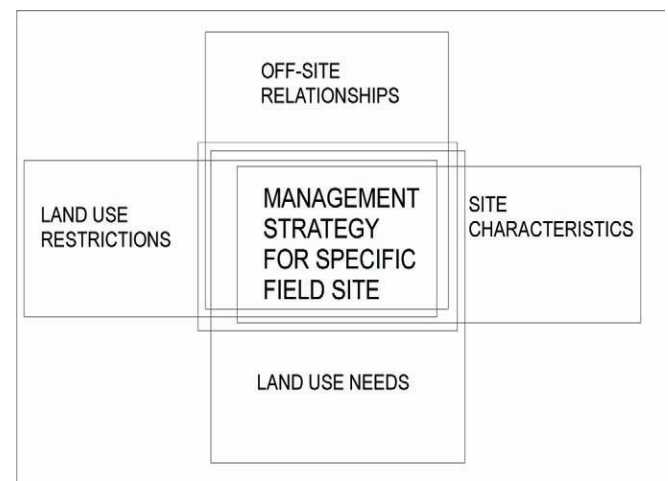 OFF-SITE
RELATIONSHIPS
LAND USE
RESTRICTIONS
MANAGEMENT
STRATEGY
FOR SPECIFIC
FIELD SITE
SITE
CHARACTERISTICS
LAND USE NEEDS